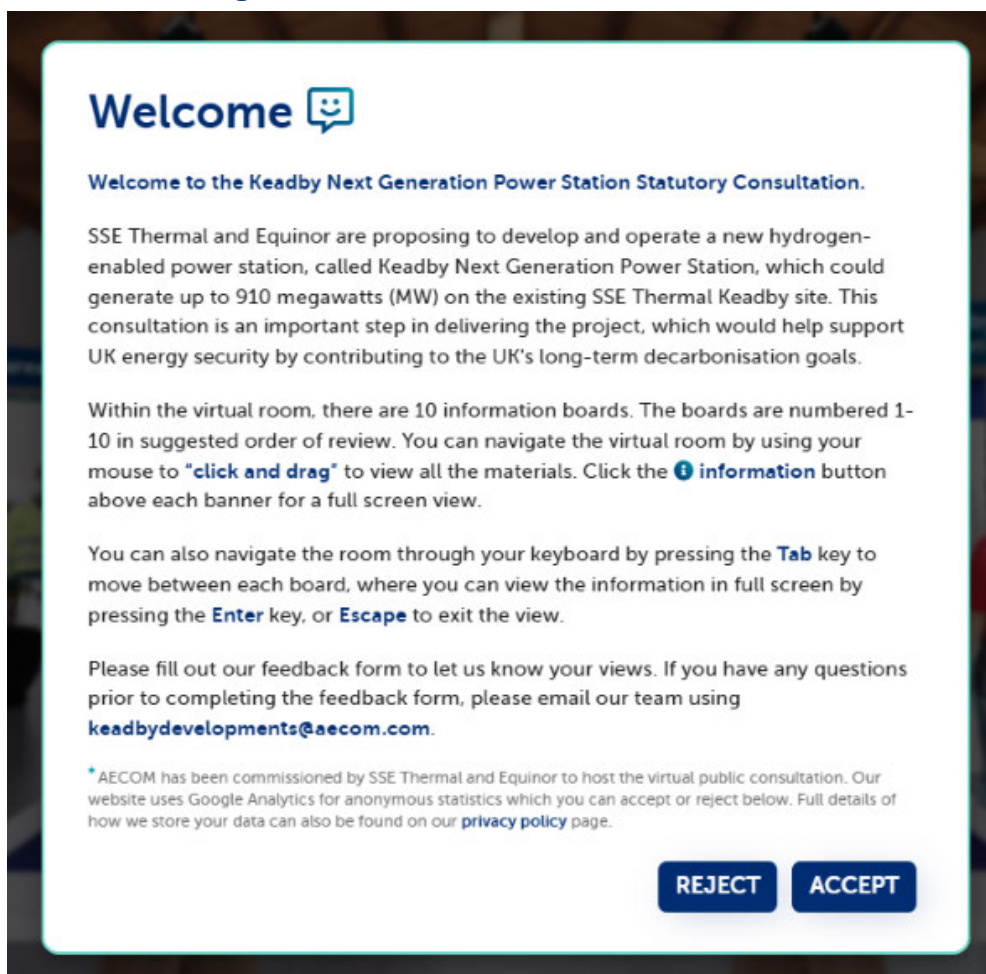 Welcome
Welcome to the Keadby Next Generation Power Station Statutory Consultation.
SSE Thermal and Equinor are proposing to develop and operate a new hydrogen-
enabled power station, called Keadby Next Generation Power Station, which could
generate up to 910 megawatts (MW) on the existing SSE Thermal Keadby site. This
consultation is an important step in delivering the project, which would help support
UK energy security by contributing to the UK's long-term decarbonisation goals.
Within the virtual room, there are 10 information boards. The boards are numbered 1-
10 in suggested order of review. You can navigate the virtual room by using your
mouse to "click and drag" to view all the materials. Click the i information button
above each banner for a full screen view.
You can also navigate the room through your keyboard by pressing the Tab key to
move between each board, where you can view the information in full screen by
pressing the Enter key, or Escape to exit the view.
Please fill out our feedback form to let us know your views. If you have any questions
prior to completing the feedback form, please email our team using
keadbydevelopments@aecom.com.
*AECOM has been commissioned by SSE Thermal and Equinor to host the virtual public consultation. Our
website uses Google Analytics for anonymous statistics which you can accept or reject below. Full details of
how we store your data can also be found on our privacy policy page.
REJECT ACCEPT